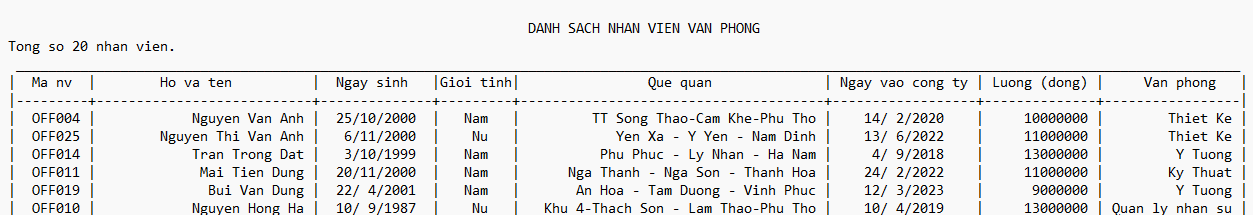 DANH SACH NHAN VIEN VAN PHONG
Tong so 20 nhan vien.
| Ma nv | Ho va ten | Ngay sinh |Gioi tinh| Que quan | Ngay vao cong ty | Luong (dong) | Van phong |
|---------+---------------------------+-------------+---------+--------------------------------------+------------------+--------------+----------------|
| OFF004 | Nguyen Van Anh | 25/10/2000 | Nam | TT Song Thao-Cam Khe-Phu Tho | 14/ 2/2020 | 10000000 | Thiet Ke |
| OFF025 | Nguyen Thi Van Anh | 6/11/2000 | Nu | Yen Xa - Y Yen - Nam Dinh | 13/ 6/2022 | 11000000 | Thiet Ke |
| OFF014 | Tran Trong Dat | 3/10/1999 | Nam | Phu Phuc - Ly Nhan - Ha Nam | 4/ 9/2018 | 13000000 | Y Tuong |
| OFF011 | Mai Tien Dung | 20/11/2000 | Nam | Nga Thanh - Nga Son - Thanh Hoa | 24/ 2/2022 | 11000000 | Ky Thuat |
| OFF019 | Bui Van Dung | 22/ 4/2001 | Nam | An Hoa - Tam Duong - Vinh Phuc | 12/ 3/2023 | 9000000 | Y Tuong |
| OFF010 | Nguyen Hong Ha | 10/ 9/1987 | Nu | Khu 4-Thach Son - Lam Thao-Phu Tho | 10/ 4/2019 | 13000000 | Quan ly nhan su |